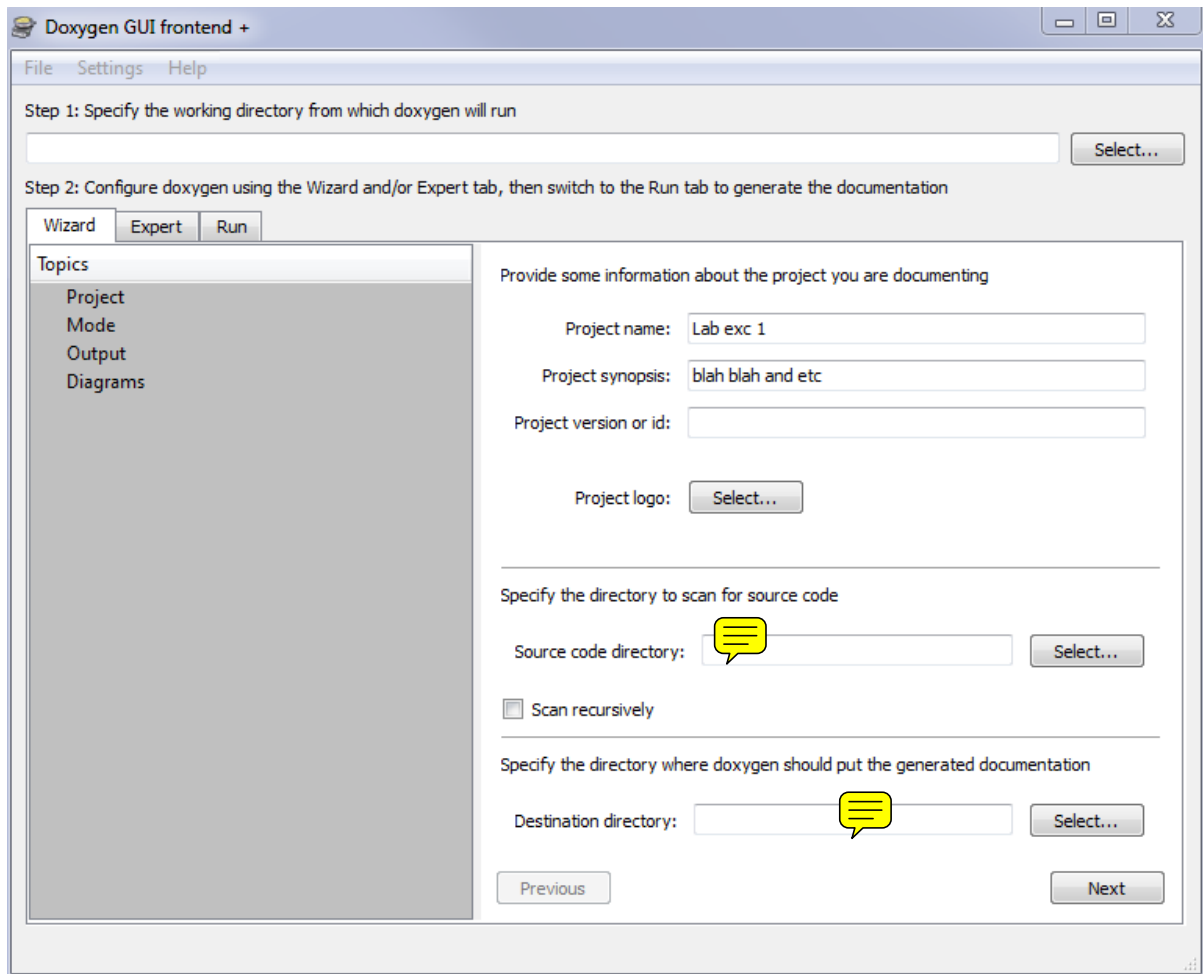 Doxygen GUI frontend +
File Settings Help
Step 1: Specify the working directory from which doxygen will run
Select...
Step 2: Configure doxygen using the Wizard and/or Expert tab, then switch to the Run tab to generate the documentation
Wizard Expert Run
Topics
Project
Mode
Output
Diagrams
Provide some information about the project you are documenting
Project name: Lab exc 1
Project synopsis: blah blah and etc
Project version or id:
Project logo: Select...
Specify the directory to scan for source code
Source code directory: Select...
Scan recursively
Specify the directory where doxygen should put the generated documentation
Destination directory: Select...
Previous Next